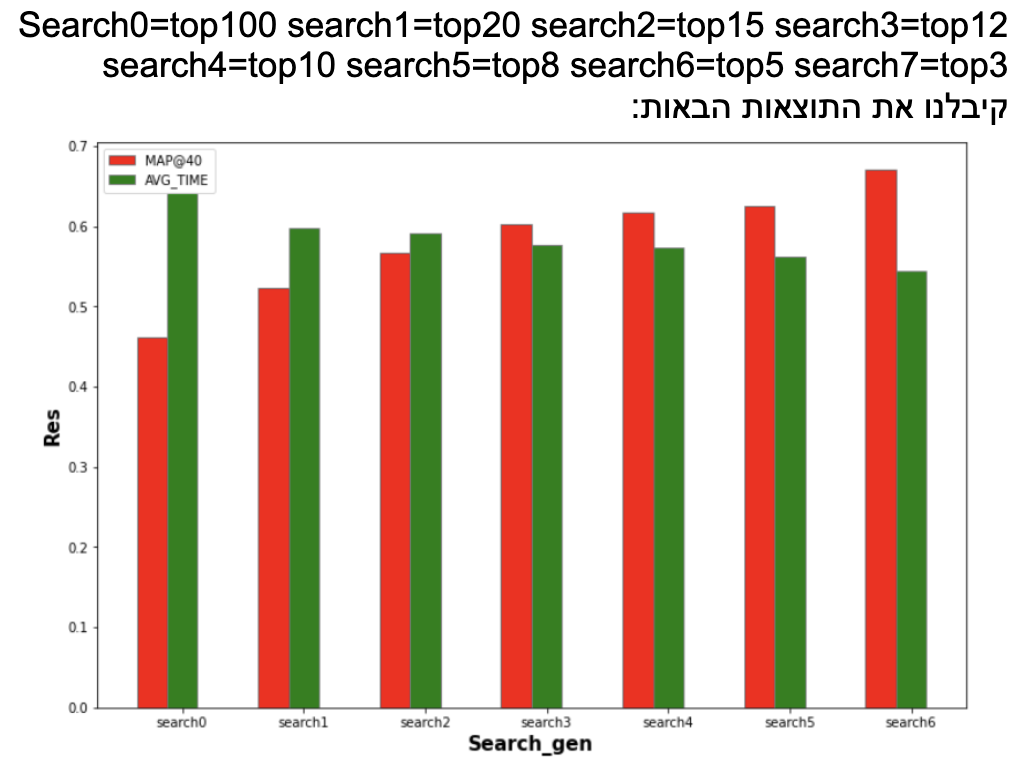 Search0=top100 search1=top20 search2=top15 search3=top12
search4=top10 search5=top8 search6=top5 search7=top3
קיבלנו את התוצאות הבאות:
0.7
MAP@40
AVG_TIME
0.6
0.5
0.4
Res
0.3
0.2
0.1
0.0
search0 search1 search2 search3 search4 search5 search6
Search_gen